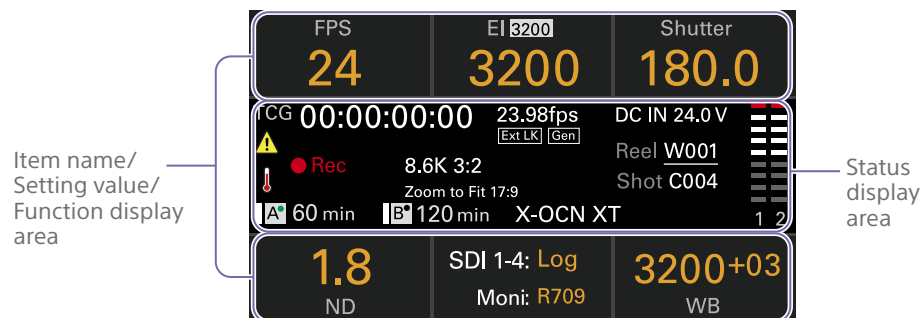 FPS EI 3200 Shutter
24 3200 180.0
TCG 00:00:00:00 23.98fps DC IN 24.0 V
Ext LK Gen
Reel W001
Rec 8.6K 3:2
Shot C004
Zoom to Fit 17:9
A 60 min B 120 min X-OCN XT 1 2
1.8 SDI 1-4: Log 3200+03
ND Moni: R709 WB
Item name/
Setting value/
Function display
area
Status
display
area